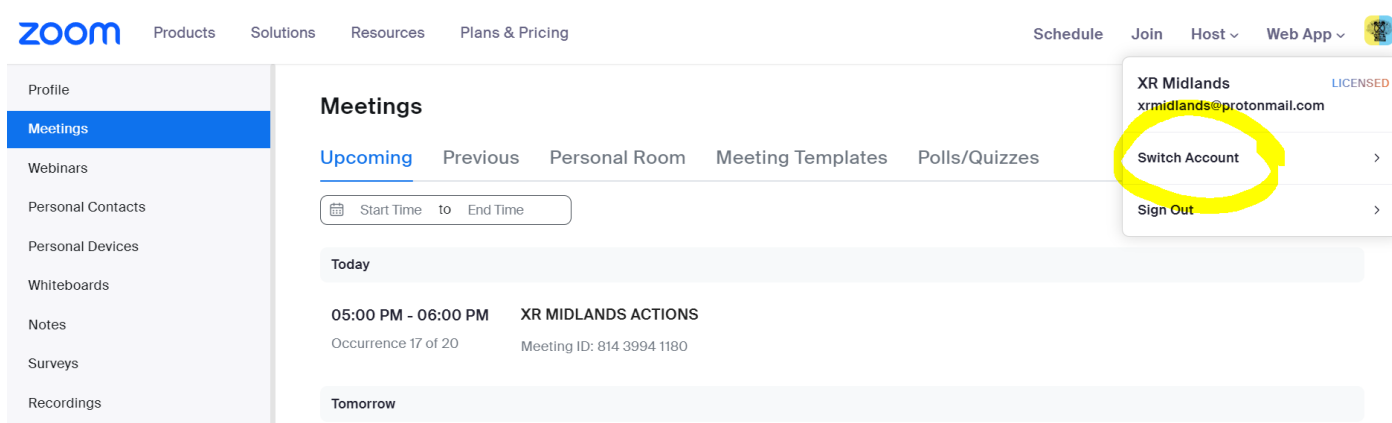 zoom Products Solutions Resources Plans & Pricing Schedule Join Host Web App
Profile
Meetings
Webinars
Personal Contacts
Personal Devices
Whiteboards
Notes
Surveys
Recordings
Meetings
Upcoming Previous Personal Room Meeting Templates Polls/Quizzes
Start Time to End Time
Today
05:00 PM - 06:00 PM XR MIDLANDS ACTIONS
Occurrence 17 of 20 Meeting ID: 814 3994 1180
Tomorrow
XR Midlands LICENSED
xrmidlands@protonmail.com
Switch Account
Sign Out